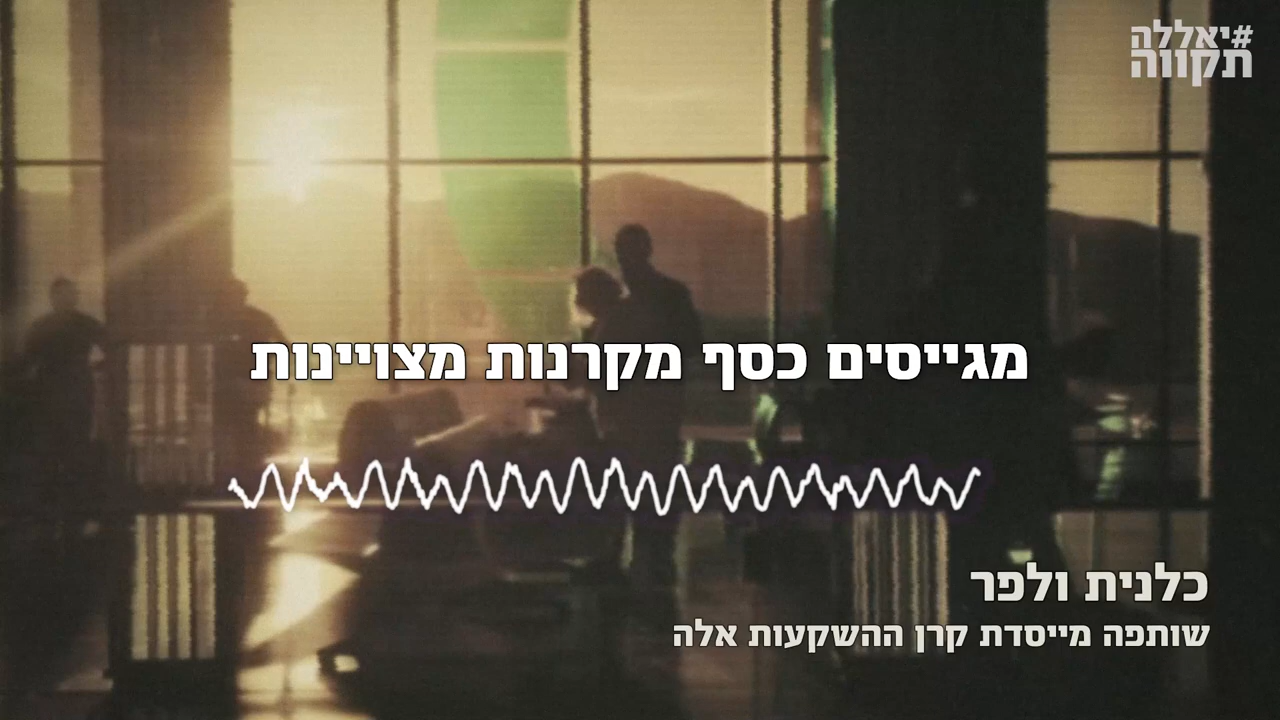 #יאללה
תקווה
מגייסים כסף מקרנות מצויינות
כלנית ולפר
שותפה מייסדת קרן ההשקעות אלה